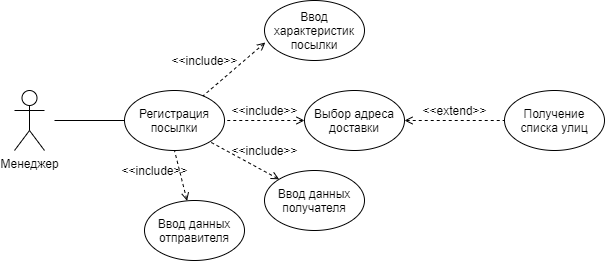 Ввод
характеристик
посылки
<<include>>
Менеджер
Регистрация
посылки
<<include>>
Выбор адреса
доставки
<<extend>>
Получение
списка улиц
<<include>>
<<include>>
Ввод данных
получателя
Ввод данных
отправителя